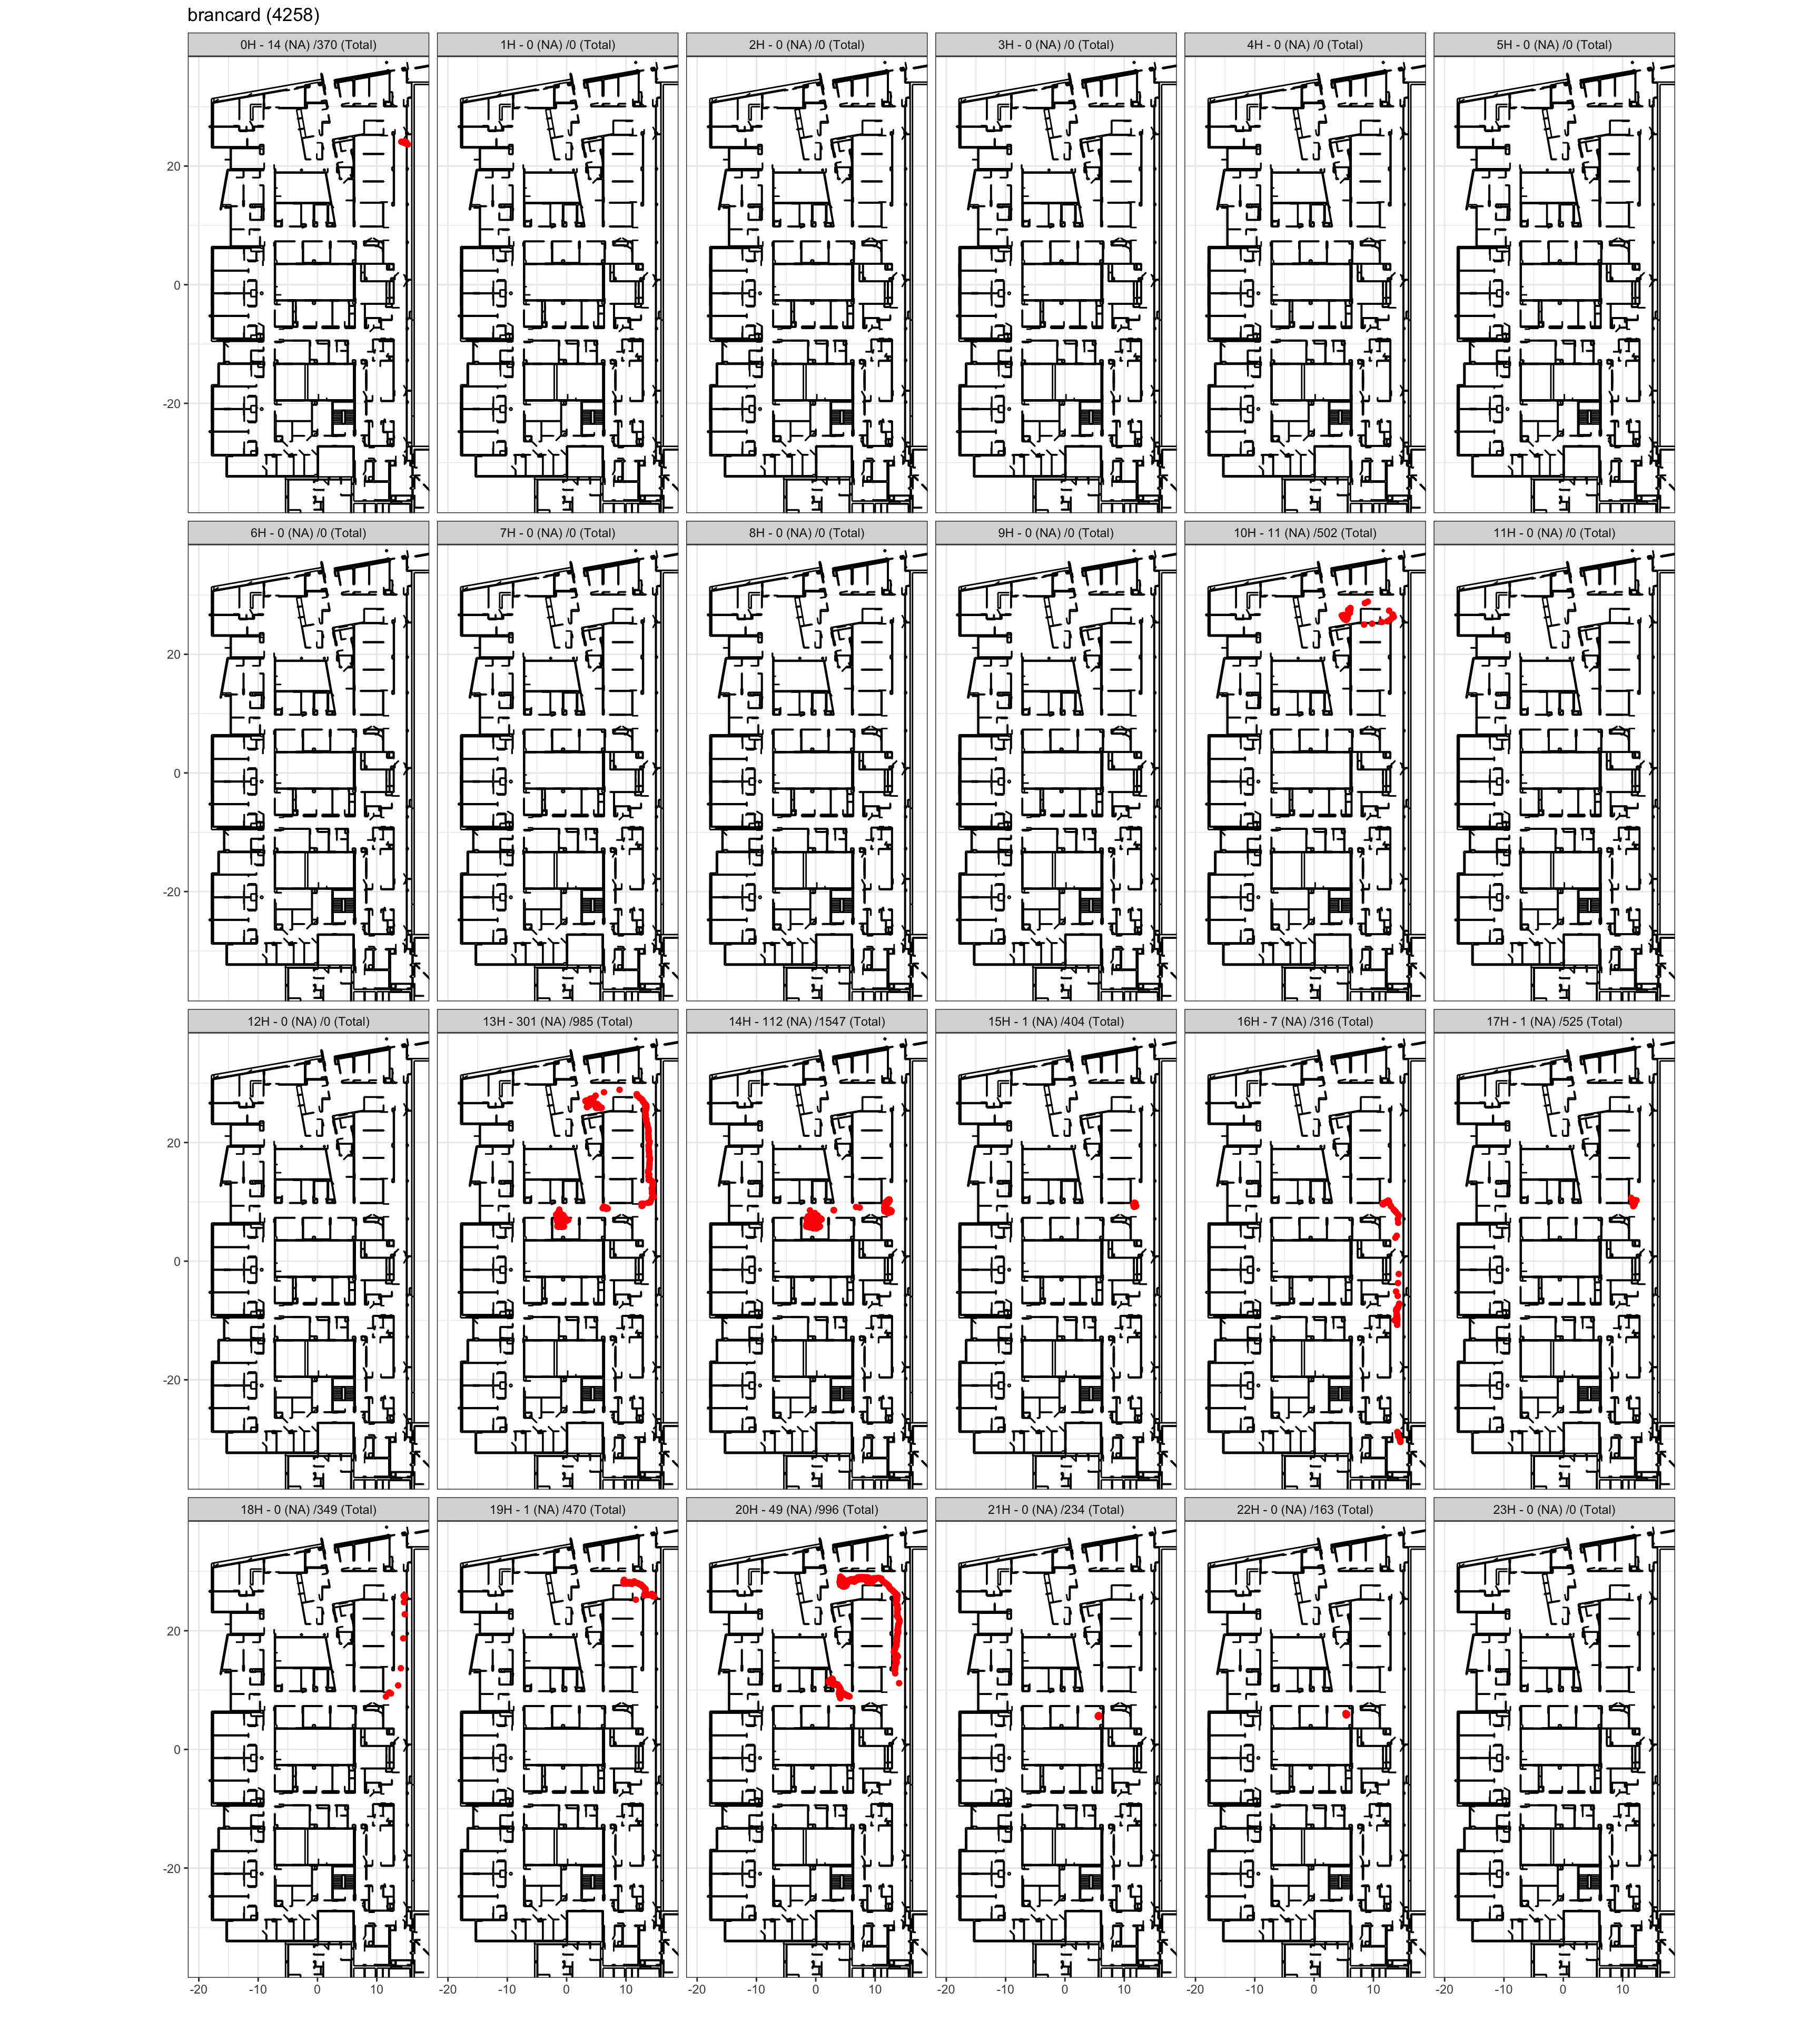 brancard (4258)
0H - 14 (NA) /370 (Total)
1H - 0 (NA) /0 (Total)
2H - 0 (NA) /0 (Total)
3H - 0 (NA) /0 (Total)
4H - 0 (NA) /0 (Total)
5H - 0 (NA) /0 (Total)
20
0
-20
6H - 0 (NA) /0 (Total)
7H - 0 (NA) /0 (Total)
8H - 0 (NA) /0 (Total)
9H - 0 (NA) /0 (Total)
10H - 11 (NA) /502 (Total)
11H - 0 (NA) /0 (Total)
20
0
-20
12H - 0 (NA) /0 (Total)
13H - 301 (NA) /985 (Total)
14H - 112 (NA) /1547 (Total)
15H - 1 (NA) /404 (Total)
16H - 7 (NA) /316 (Total)
17H - 1 (NA) /525 (Total)
20
0
-20
18H - 0 (NA) /349 (Total)
19H - 1 (NA) /470 (Total)
20H - 49 (NA) /996 (Total)
21H - 0 (NA) /234 (Total)
22H - 0 (NA) /163 (Total)
23H - 0 (NA) /0 (Total)
20
0
-20
-20 -10 0 10
-20 -10 0 10
-20 -10 0 10
-20 -10 0 10
-20 -10 0 10
-20 -10 0 10